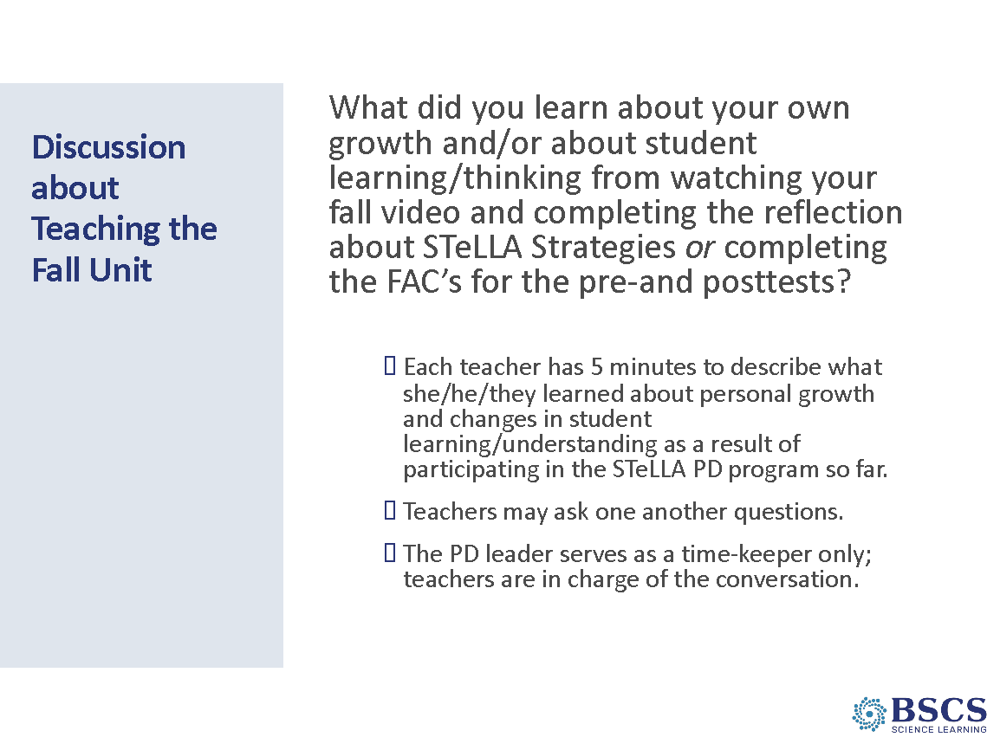 Discussion
about
Teaching the
Fall Unit
What did you learn about your own
growth and/or about student
learning/thinking from watching your
fall video and completing the reflection
about STeLLA Strategies or completing
the FAC’s for the pre-and posttests?
Each teacher has 5 minutes to describe what
she/he/they learned about personal growth
and changes in student
learning/understanding as a result of
participating in the STeLLA PD program so far.
Teachers may ask one another questions.
The PD leader serves as a time-keeper only;
teachers are in charge of the conversation.
BSCS
SCIENCE LEARNING